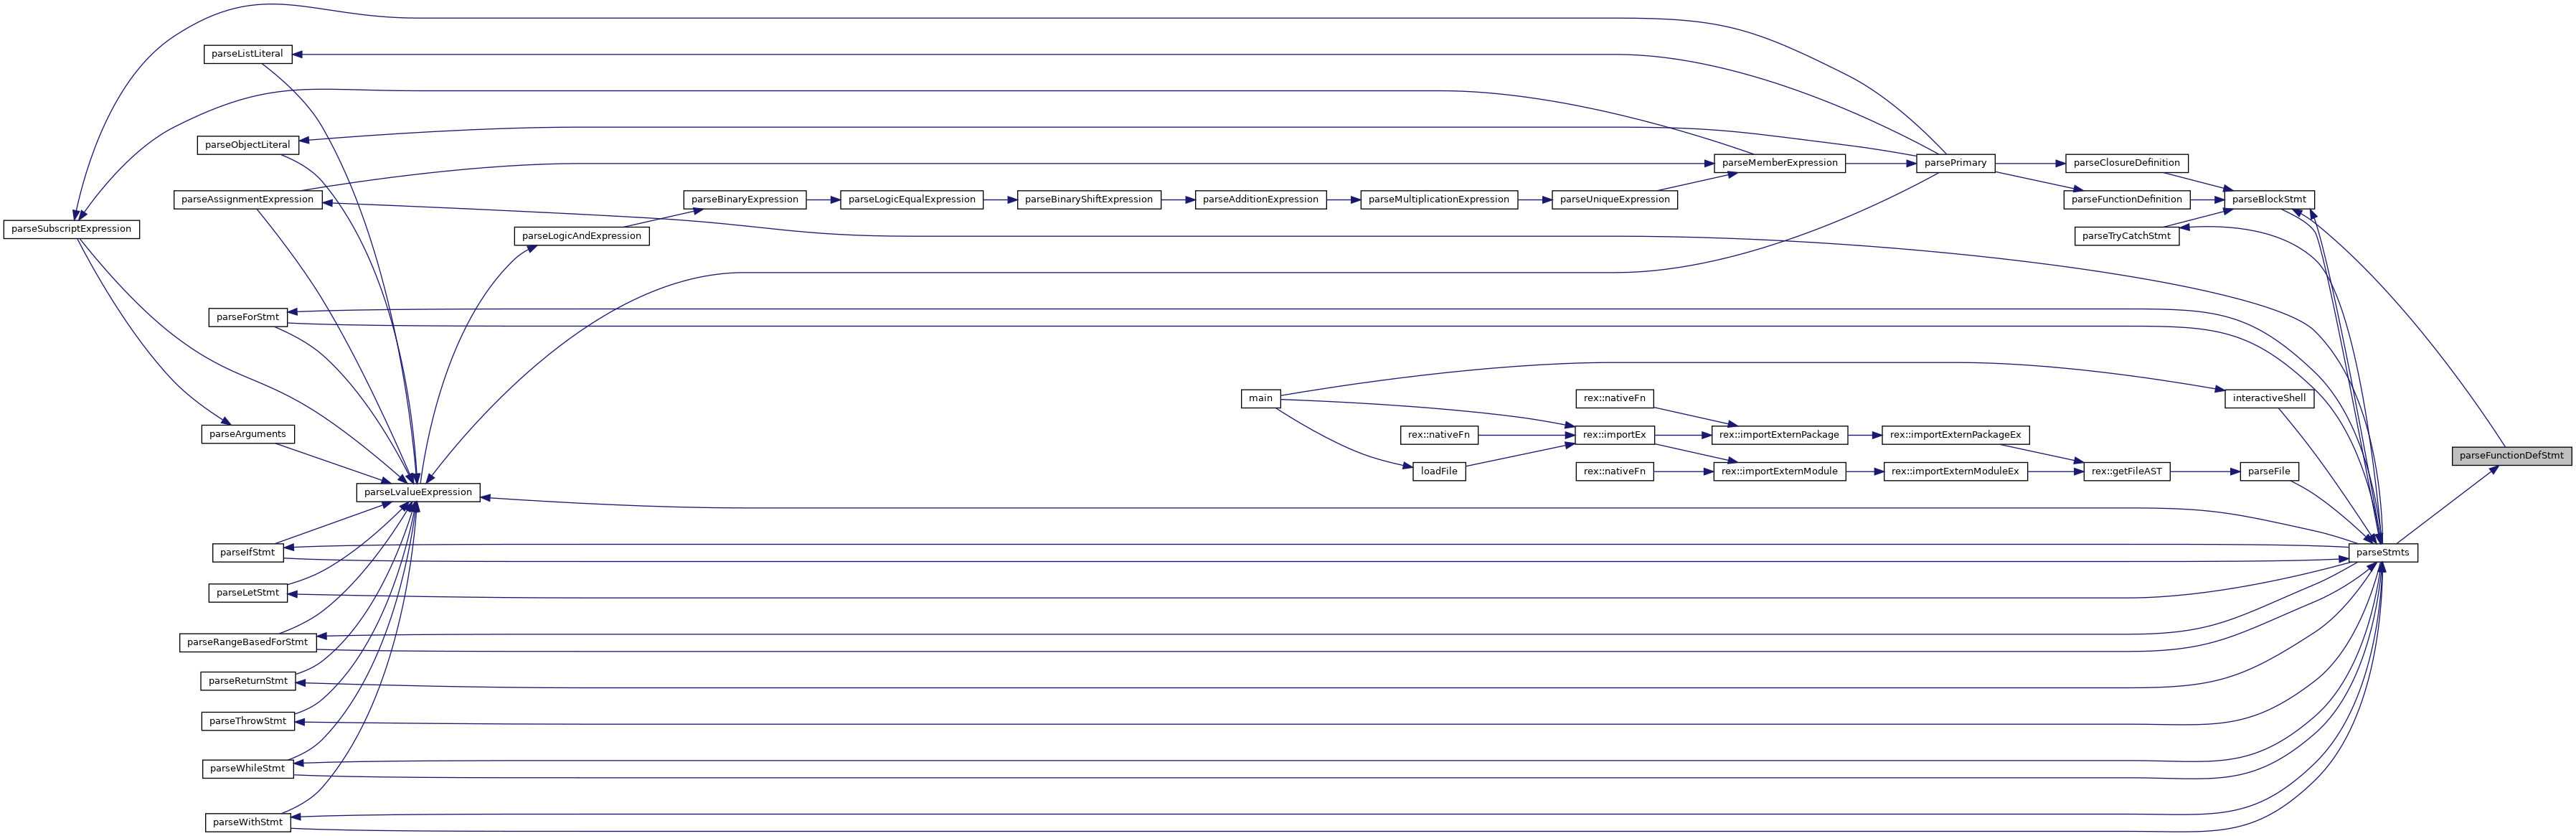 parseListLiteral
parseObjectLiteral
parseMemberExpression
parsePrimary
parseClosureDefinition
parseAssignmentExpression
parseBinaryExpression
parseLogicEqualExpression
parseBinaryShiftExpression
parseAdditionExpression
parseMultiplicationExpression
parseUniqueExpression
parseFunctionDefinition
parseBlockStmt
parseSubscriptExpression
parseLogicAndExpression
parseTryCatchStmt
parseForStmt
main
rex::nativeFn
interactiveShell
parseArguments
rex::nativeFn
rex::importEx
rex::importExternPackage
rex::importExternPackageEx
parseFunctionDefStmt
loadFile
rex::nativeFn
rex::importExternModule
rex::importExternModuleEx
rex::getFileAST
parseFile
parseLvalueExpression
parseIfStmt
parseStmts
parseLetStmt
parseRangeBasedForStmt
parseReturnStmt
parseThrowStmt
parseWhileStmt
parseWithStmt